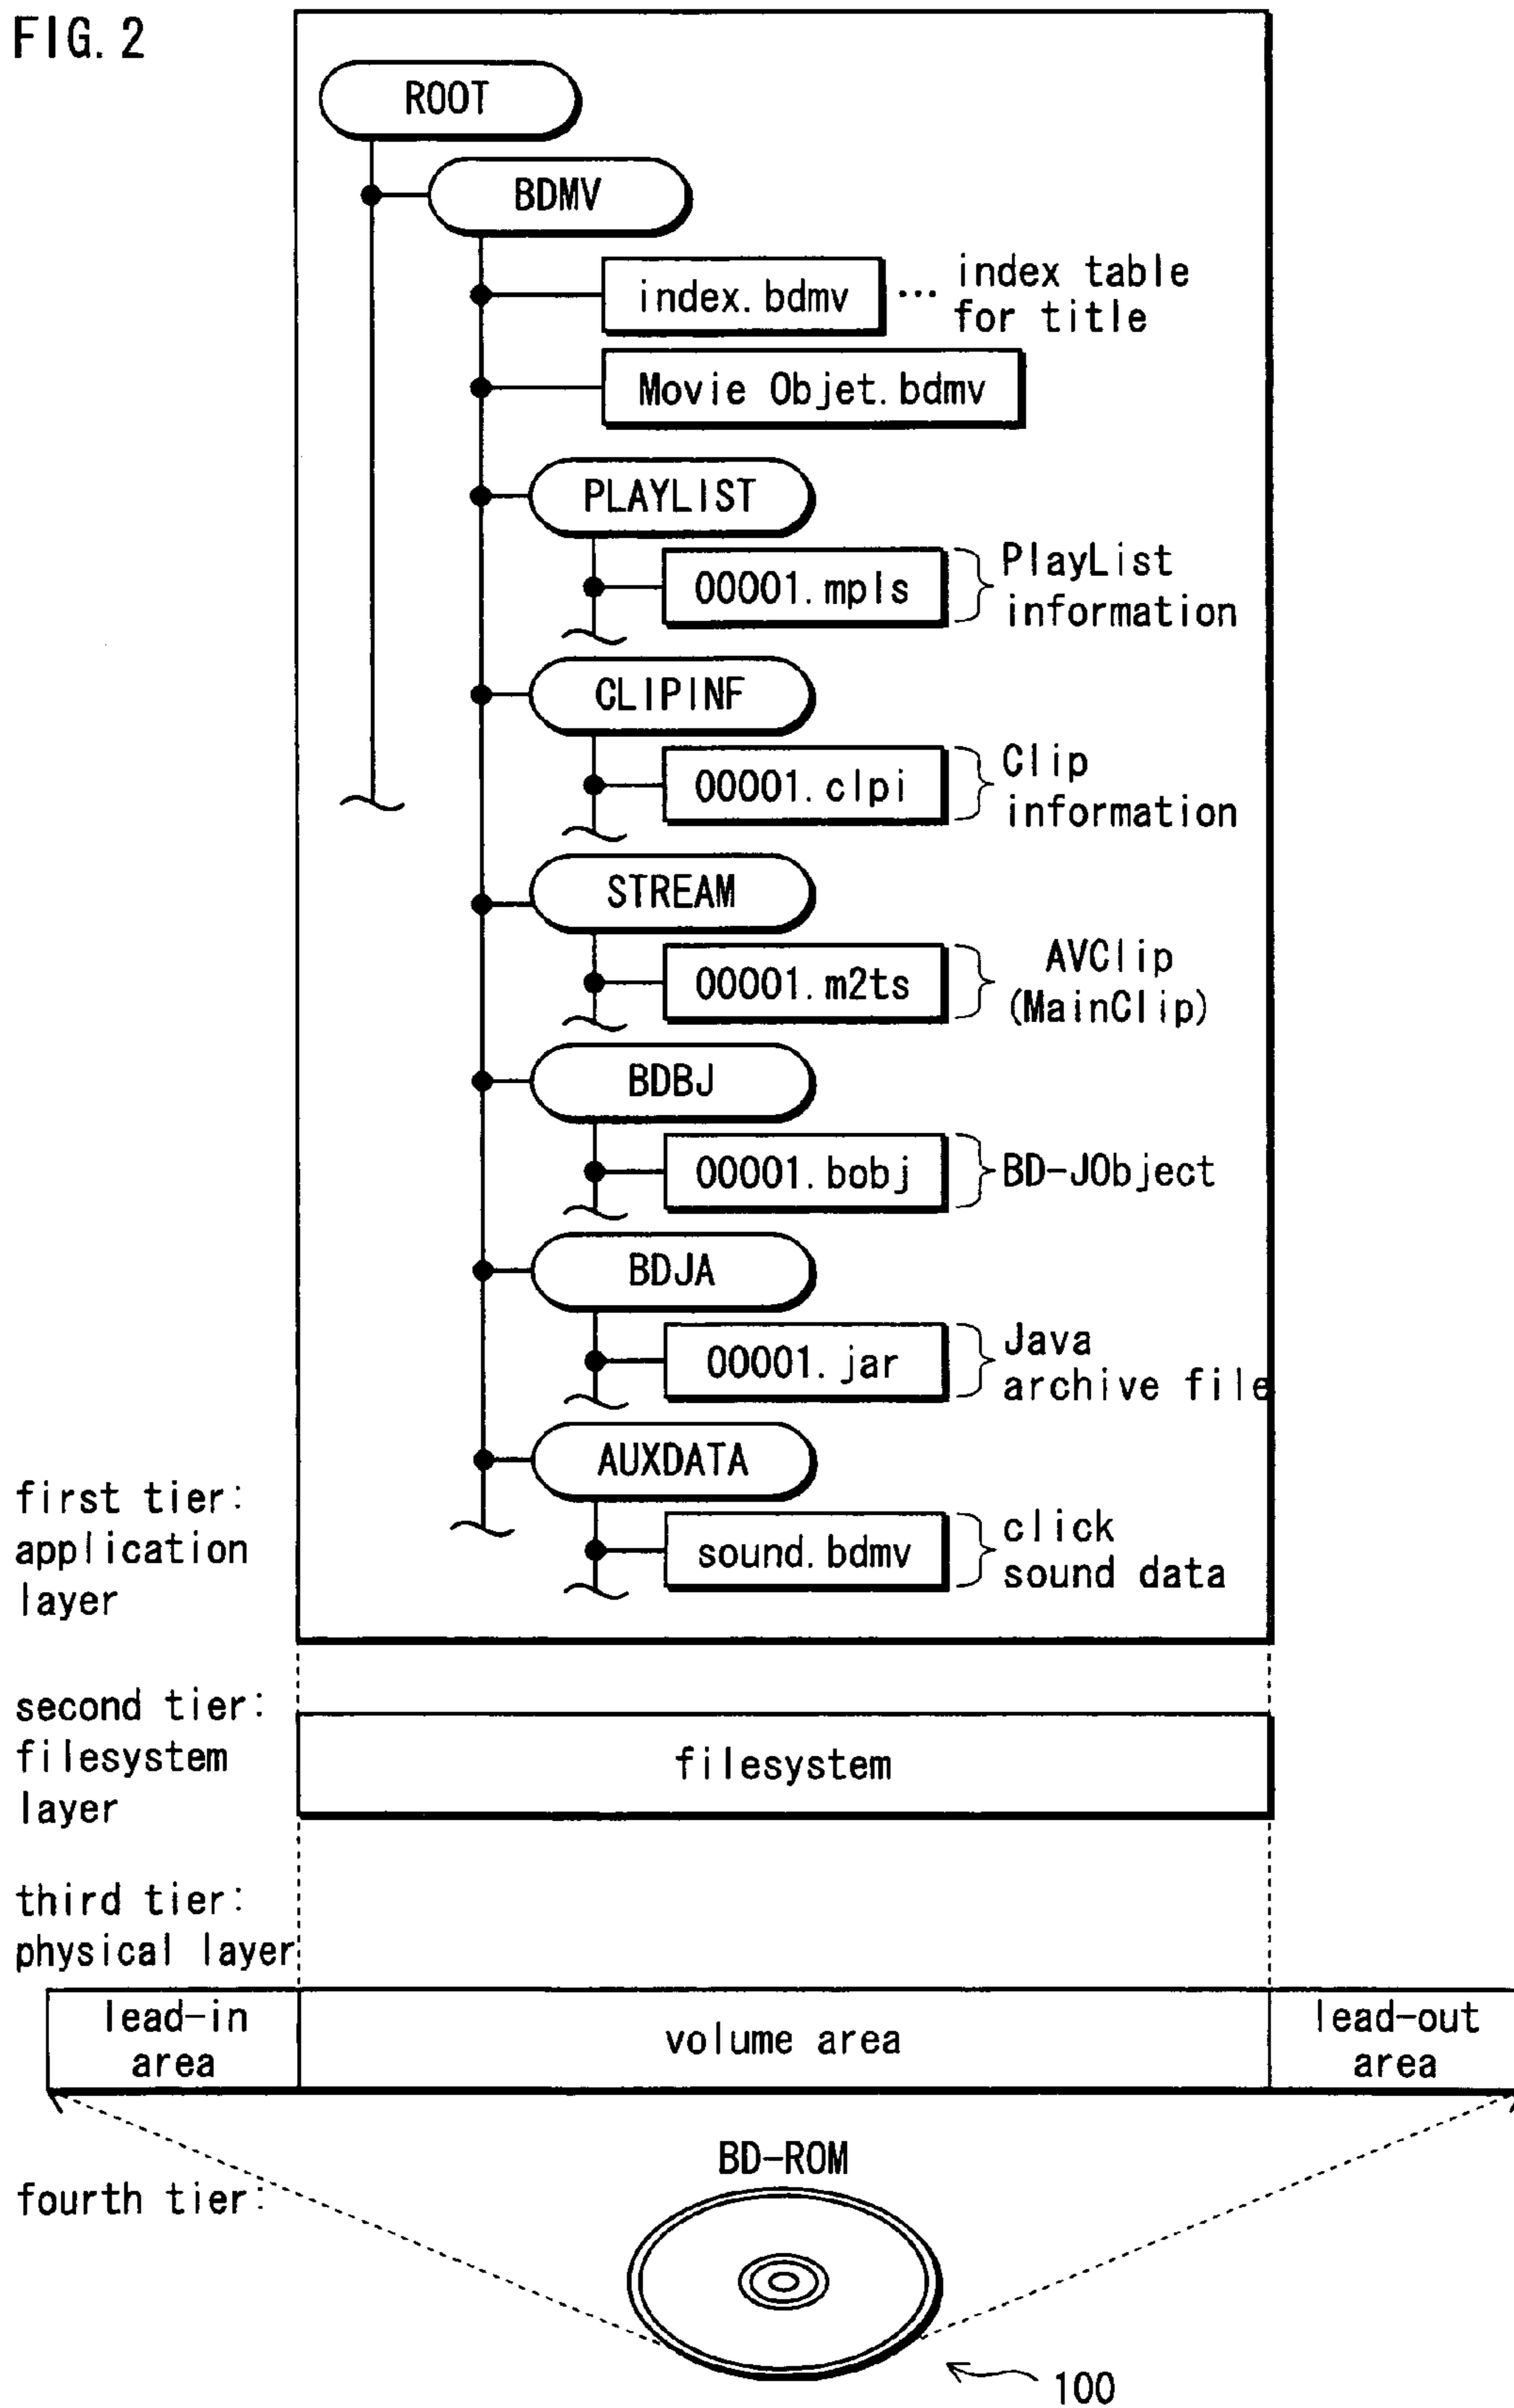 FIG. 2
ROOT
BDMV
index.bdmv ... index table
for title
Movie Objet.bdmv
PLAYLIST
00001.mpls
PlayList
information
CLIPINF
00001.clpi
Clip
information
STREAM
00001.m2ts
AVClip
(MainClip)
BDBJ
00001.bobj
BD-JObject
BDJA
00001.jar
Java
archive file
AUXDATA
sound.bdmv
click
sound data
first tier:
application
layer
second tier:
filesystem
layer
filesystem
third tier:
physical layer
lead-in
area
volume area
lead-out
area
BD-ROM
fourth tier:
100